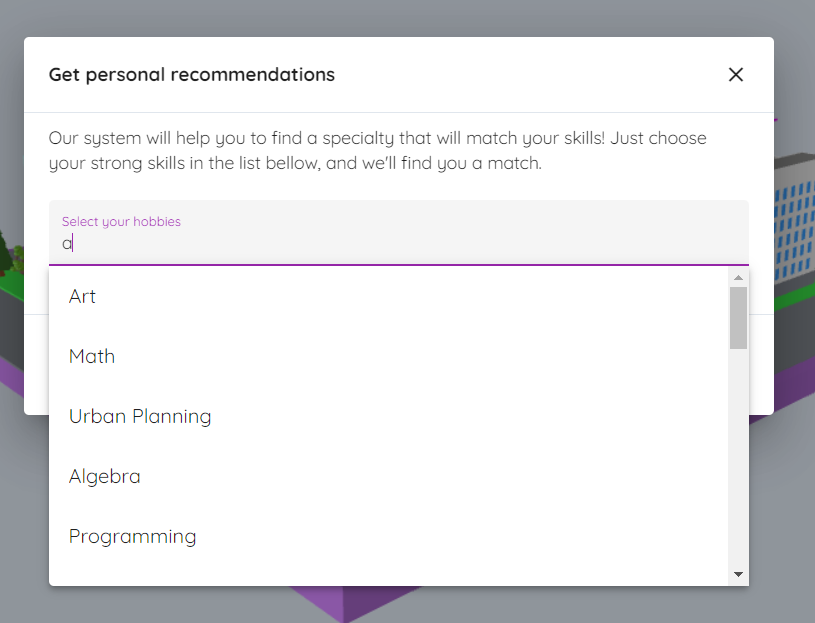 Get personal recommendations
Our system will help you to find a specialty that will match your skills! Just choose
your strong skills in the list bellow, and we'll find you a match.
Select your hobbies
a
Art
Math
Urban Planning
Algebra
Programming